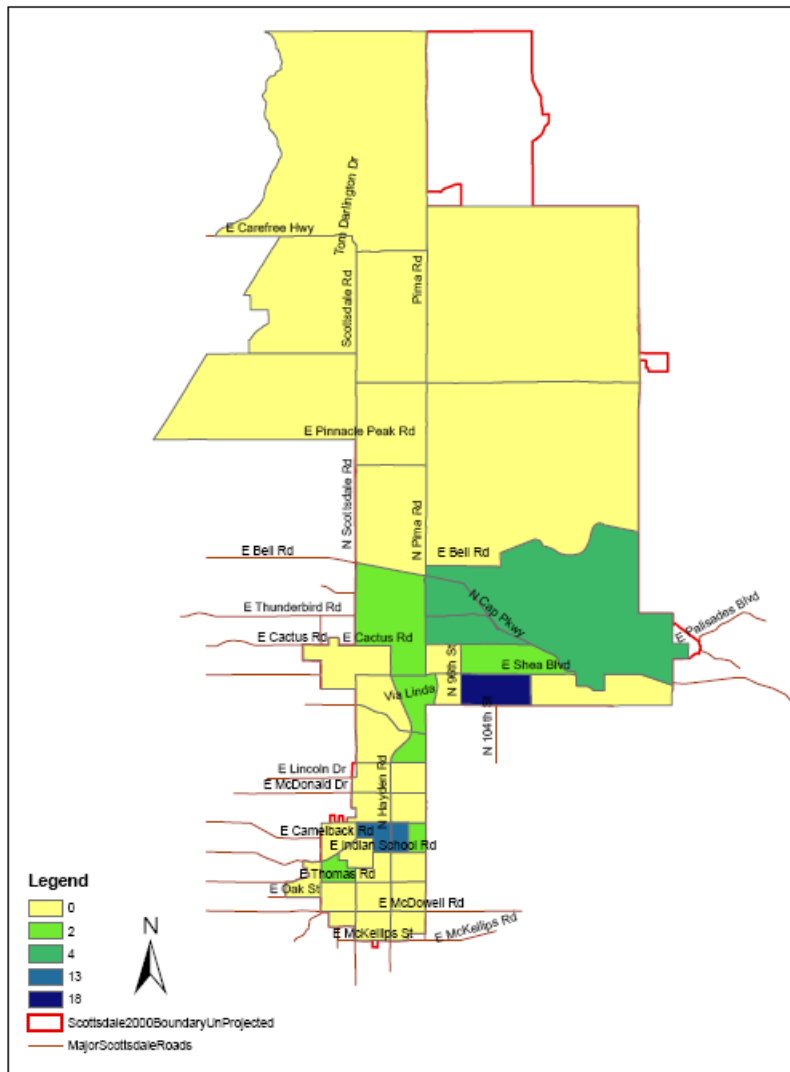 Tom Darlington Dr
E Carefree Hwy
Scottsdale Rd
Pima Rd
E Pinnacle Peak Rd
N Scottsdale Rd
N Pima Rd
E Bell Rd
E Bell Rd
N Cap Pkwy
E Thunderbird Rd
E Palisades Blvd
E Cactus Rd
E Cactus Rd
N 96th St
E Shea Blvd
Via Linda
N 104th St
E Lincoln Dr
E McDonald Dr
N Hayden Rd
E Camelback Rd
E Indian School Rd
E Thomas Rd
E Oak St
E McDowell Rd
E McKellips St
E McKellips Rd
Legend
0
2
4
13
18
Scottsdale2000BoundaryUnProjected
MajorScottsdaleRoads
N